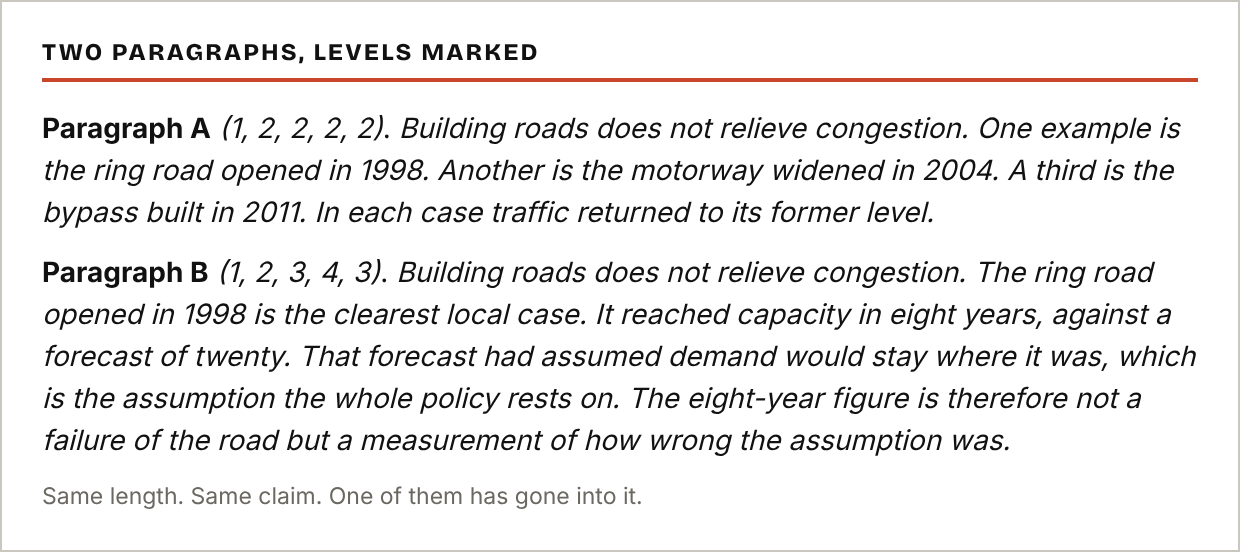 TWO PARAGRAPHS, LEVELS MARKED
Paragraph A (1, 2, 2, 2, 2). Building roads does not relieve congestion. One example is
the ring road opened in 1998. Another is the motorway widened in 2004. A third is the
bypass built in 2011. In each case traffic returned to its former level.
Paragraph B (1, 2, 3, 4, 3). Building roads does not relieve congestion. The ring road
opened in 1998 is the clearest local case. It reached capacity in eight years, against a
forecast of twenty. That forecast had assumed demand would stay where it was, which
is the assumption the whole policy rests on. The eight-year figure is therefore not a
failure of the road but a measurement of how wrong the assumption was.
Same length. Same claim. One of them has gone into it.